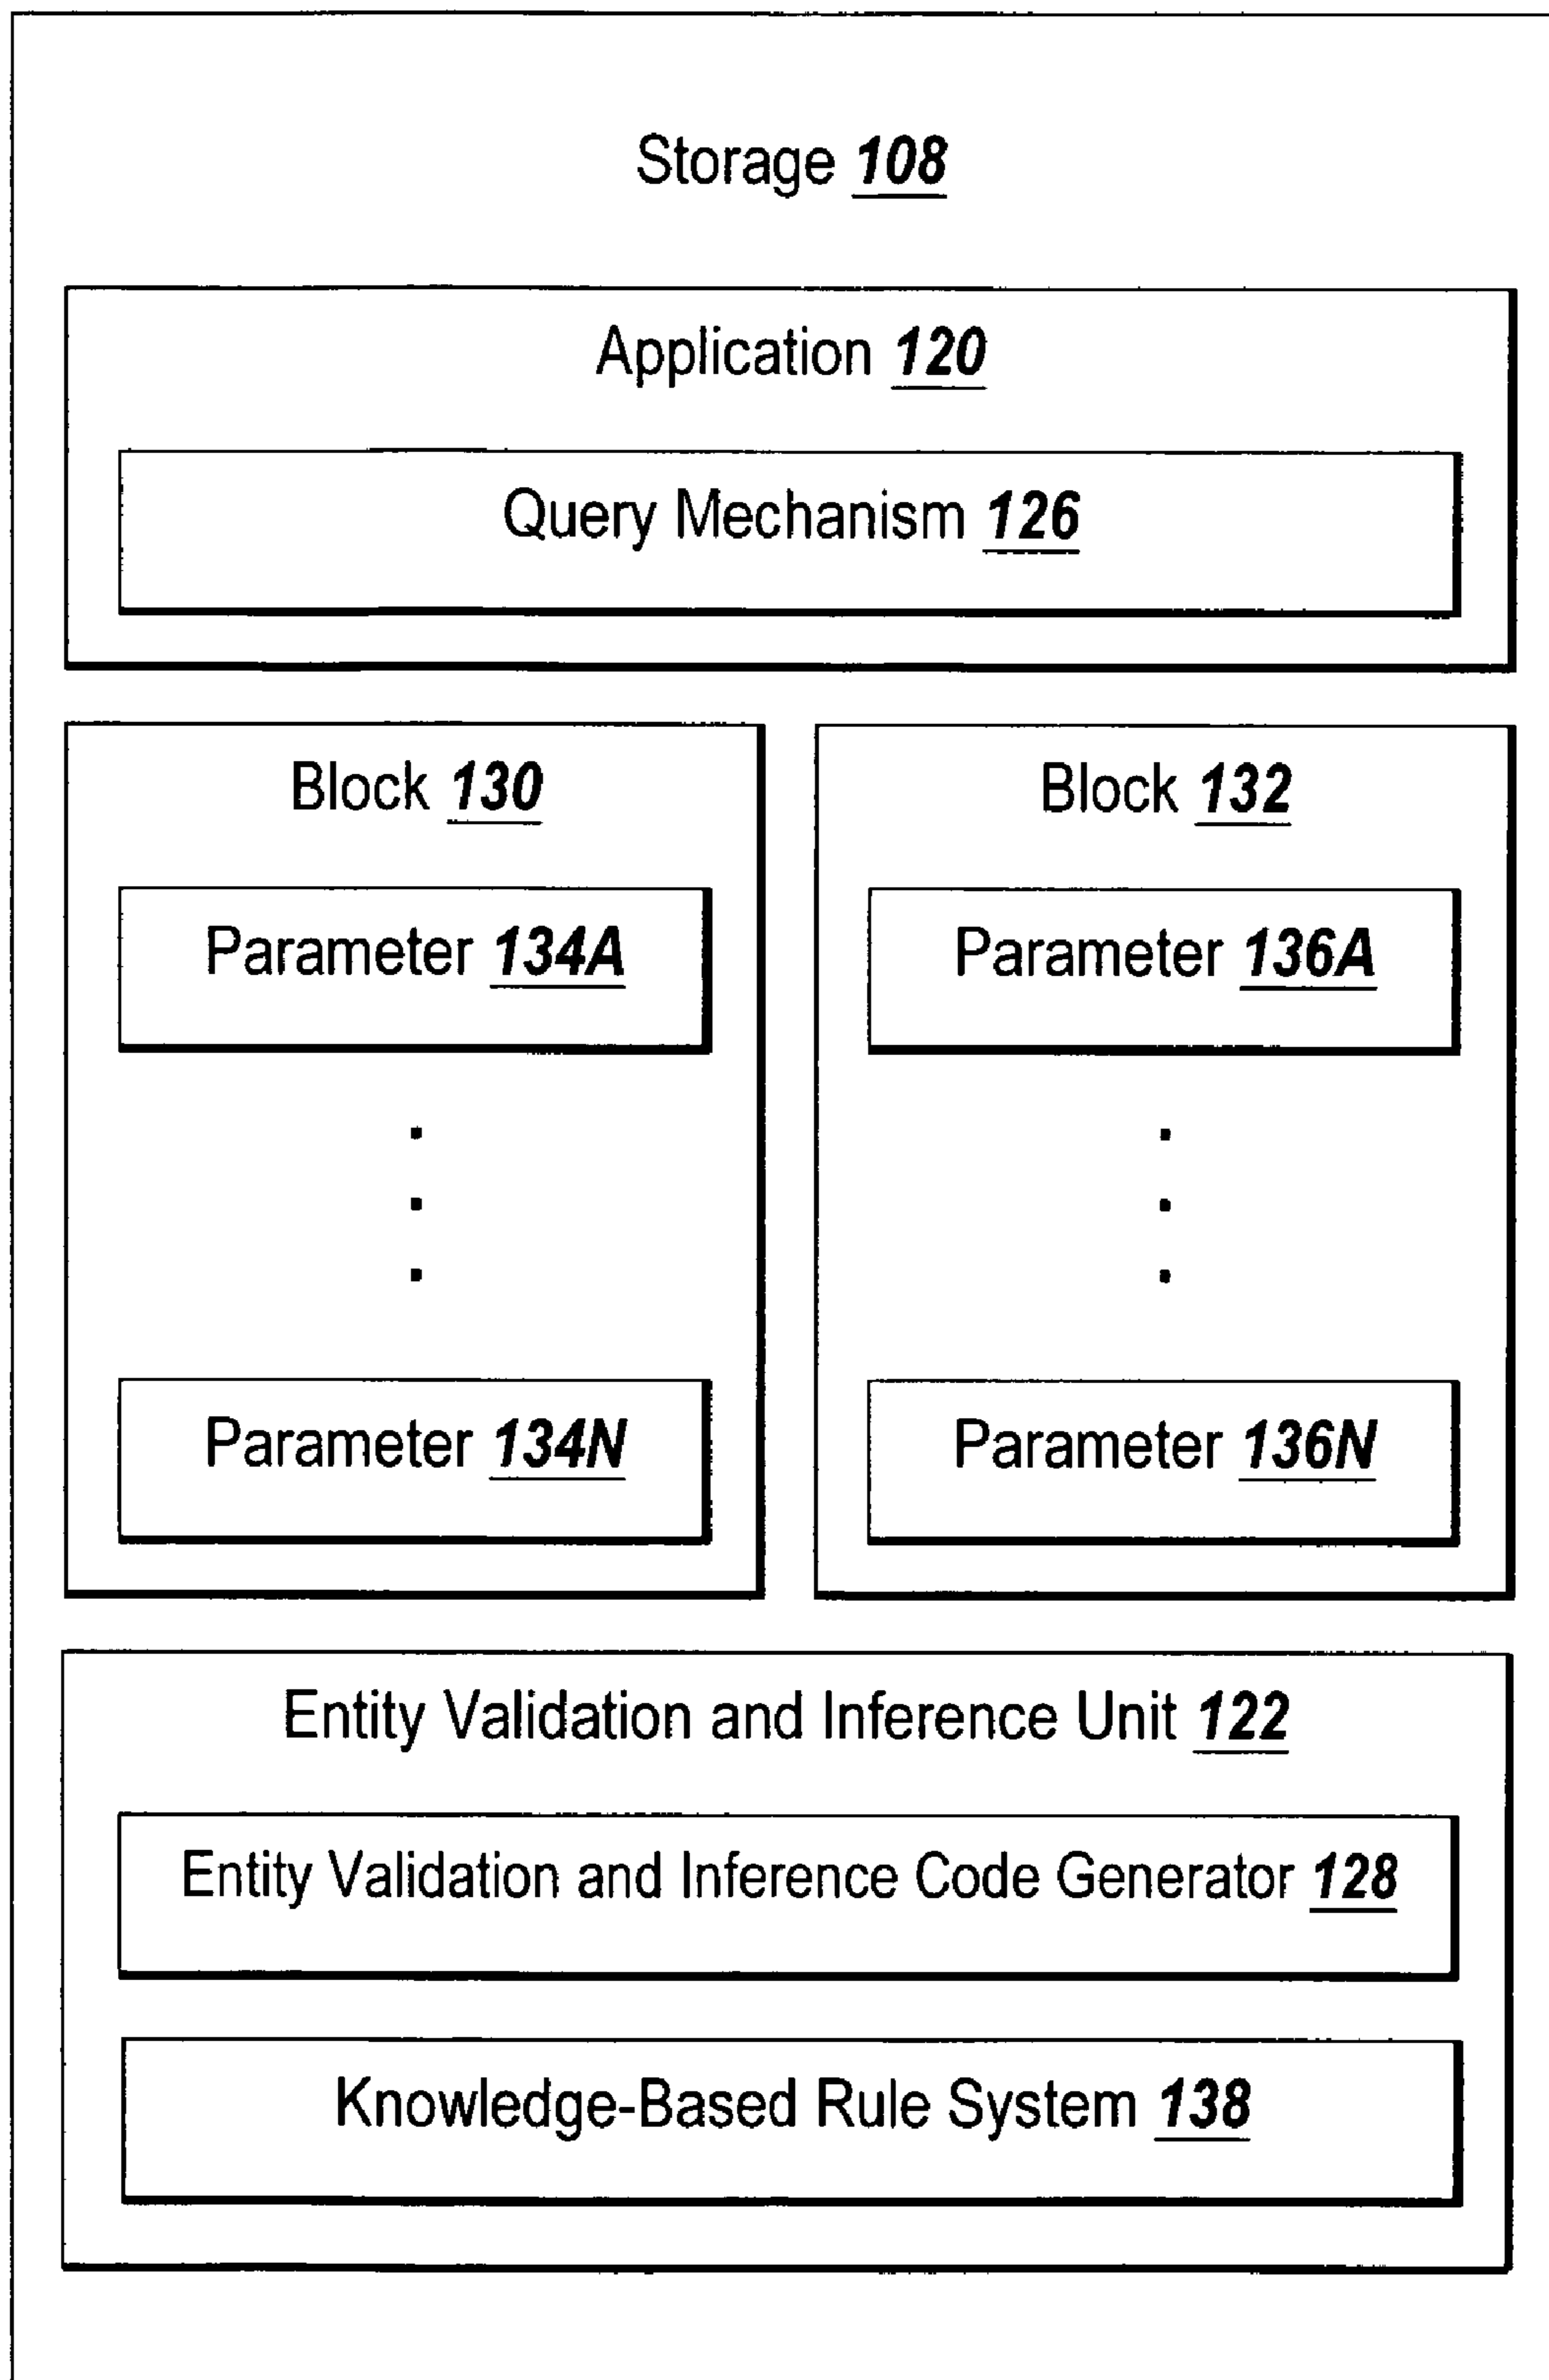 Storage 108
Application 120
Query Mechanism 126
Block 130
Parameter 134A
Parameter 134N
Block 132
Parameter 136A
Parameter 136N
Entity Validation and Inference Unit 122
Entity Validation and Inference Code Generator 128
Knowledge-Based Rule System 138